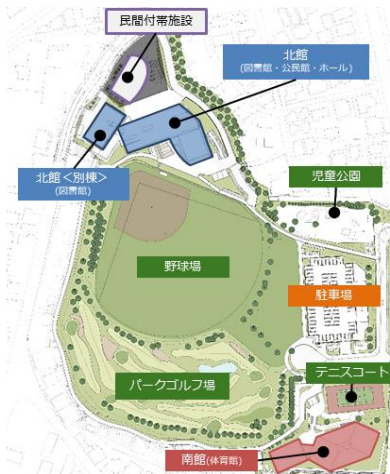 民間付帯施設
北館
(図書館・公民館・ホール)
北館<別棟>
(図書館)
児童公園
野球場
駐車場
テニスコート
パークゴルフ場
南館(体育館)